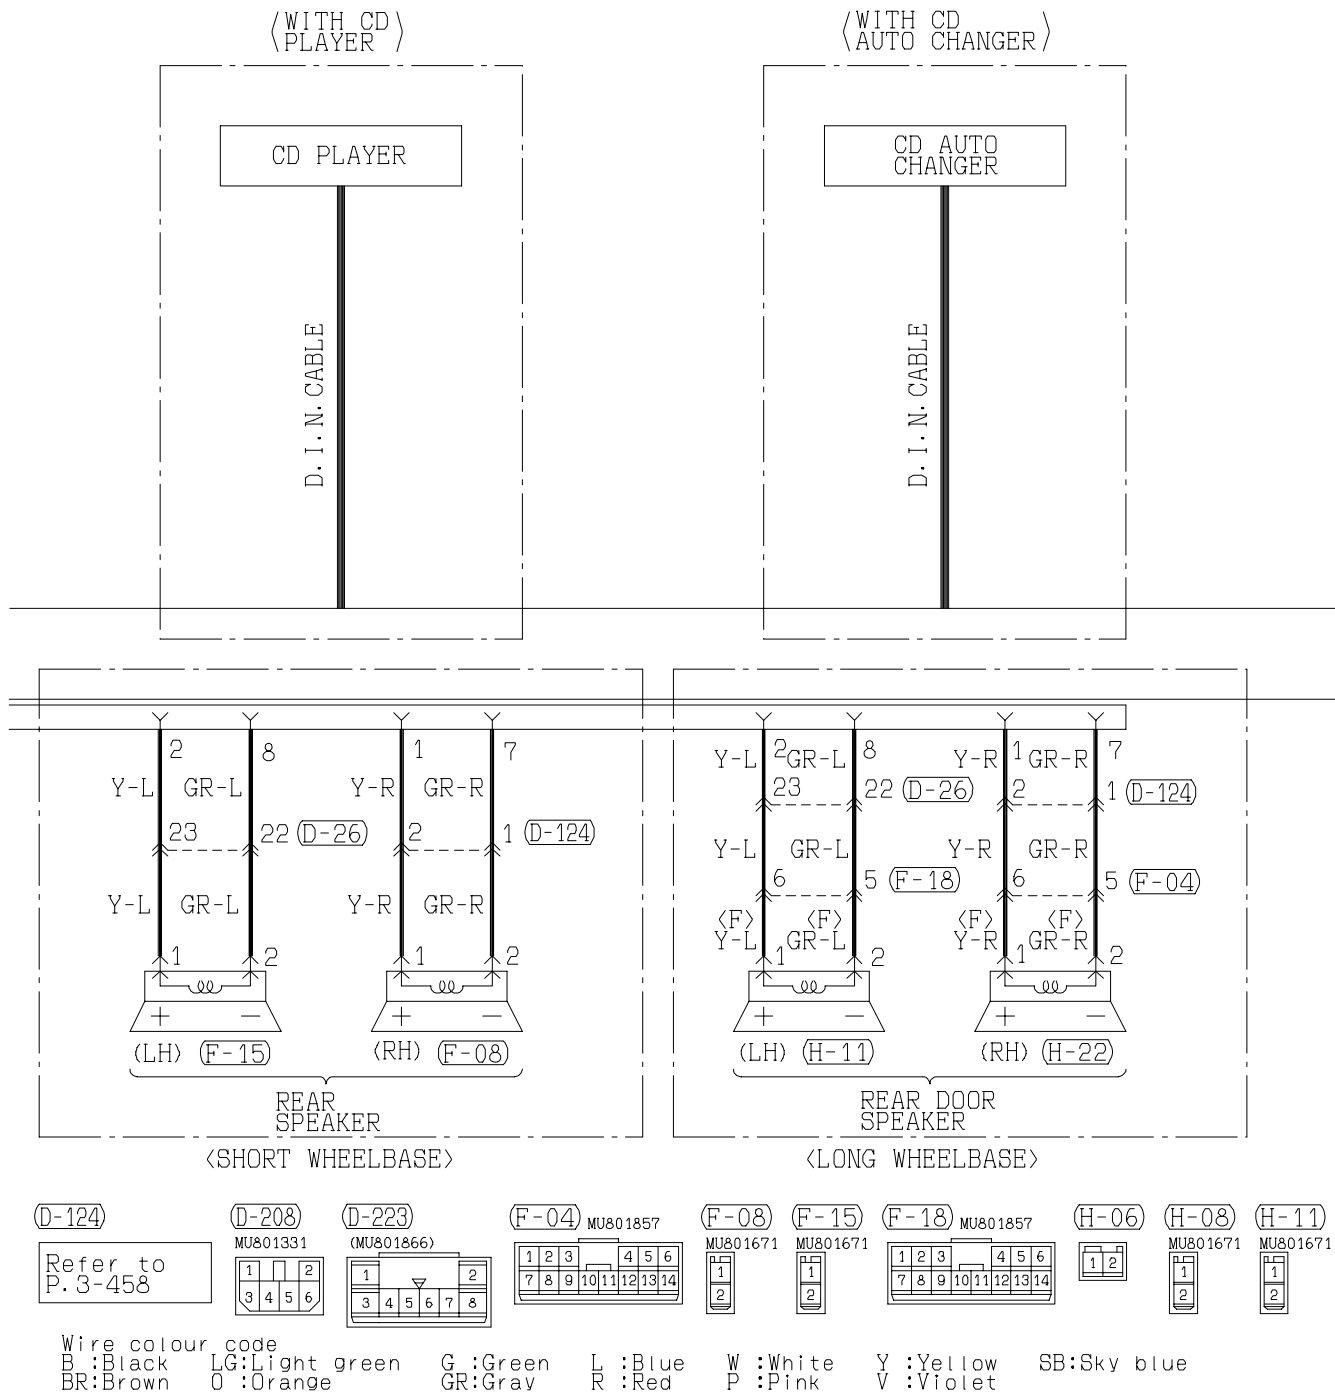 〈WITH CD PLAYER〉
〈WITH CD AUTO CHANGER〉
CD PLAYER
CD AUTO CHANGER
D.I.N.CABLE
D.I.N.CABLE
2 8 1 7
Y-L GR-L Y-R GR-R
23 22 D-26 2 1 D-124
Y-L GR-L Y-R GR-R
1 2 1 2
+ − + −
(LH) F-15 (RH) F-08
REAR SPEAKER
〈SHORT WHEELBASE〉
2 8 1 7
Y-L GR-L Y-R GR-R
23 22 D-26 2 1 D-124
Y-L GR-L Y-R GR-R
6 5 F-18 6 5 F-04
〈F〉 〈F〉 〈F〉 〈F〉
Y-L GR-L Y-R GR-R
1 2 1 2
+ − + −
(LH) H-11 (RH) H-22
REAR DOOR SPEAKER
〈LONG WHEELBASE〉
D-124
Refer to
P.3-458
D-208
MU801331
1 2
3 4 5 6
D-223
(MU801866)
1 2
3 4 5 6 7 8
F-04 MU801857
1 2 3 4 5 6
7 8 9 10 11 12 13 14
F-08
MU801671
1
2
F-15
MU801671
1
2
F-18 MU801857
1 2 3 4 5 6
7 8 9 10 11 12 13 14
H-06
1 2
H-08
MU801671
1
2
H-11
MU801671
1
2
Wire colour code
B :Black LG:Light green G :Green L :Blue W :White Y :Yellow SB:Sky blue
BR:Brown O :Orange GR:Gray R :Red P :Pink V :Violet